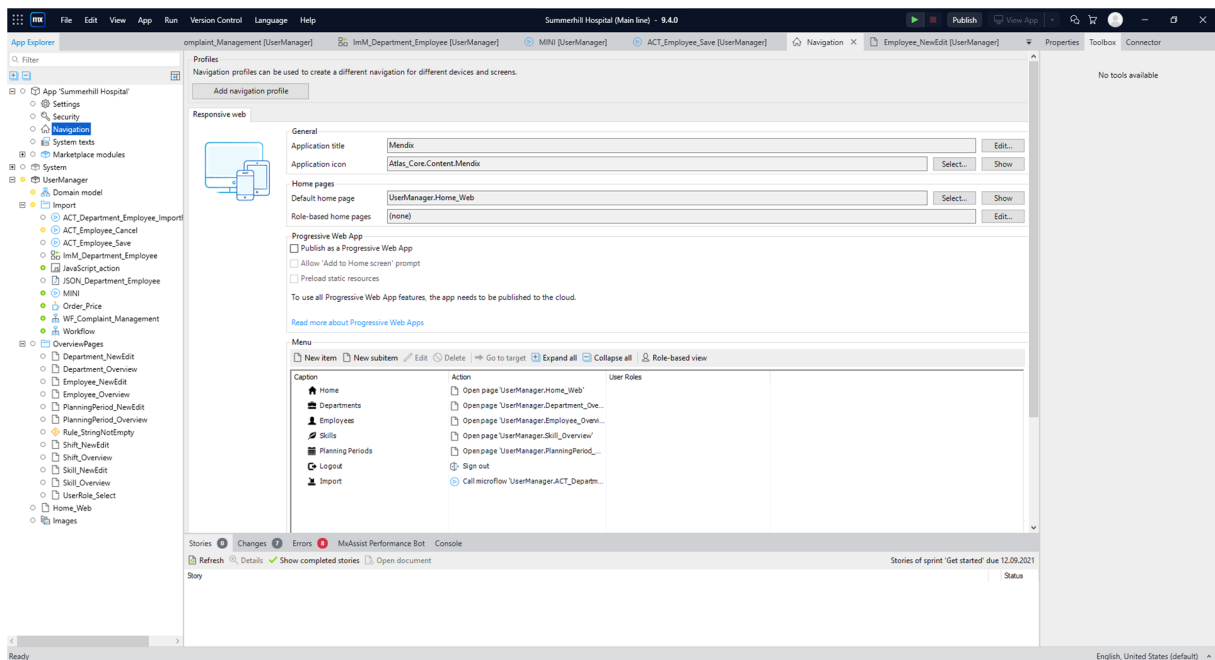 mx File Edit View App Run Version Control Language Help Summerhill Hospital (Main line) - 9.4.0 Publish View App
App Explorer omplaint_Management [UserManager] ImM_Department_Employee [UserManager] MINI [UserManager] ACT_Employee_Save [UserManager] Navigation Employee_NewEdit [UserManager] Properties Toolbox Connector
Filter
App 'Summerhill Hospital'
Settings
Security
Navigation
System texts
Marketplace modules
System
UserManager
Domain model
Import
ACT_Department_Employee_Import
ACT_Employee_Cancel
ACT_Employee_Save
ImM_Department_Employee
JavaScript_action
JSON_Department_Employee
MINI
Order_Price
WF_Complaint_Management
Workflow
OverviewPages
Department_NewEdit
Department_Overview
Employee_NewEdit
Employee_Overview
PlanningPeriod_NewEdit
PlanningPeriod_Overview
Rule_StringNotEmpty
Shift_NewEdit
Shift_Overview
Skill_NewEdit
Skill_Overview
UserRole_Select
Home_Web
Images
Profiles
Navigation profiles can be used to create a different navigation for different devices and screens.
Add navigation profile
Responsive web
General
Application title Mendix Edit...
Application icon Atlas_Core.Content.Mendix Select... Show
Home pages
Default home page UserManager.Home_Web Select... Show
Role-based home pages (none) Edit...
Progressive Web App
Publish as a Progressive Web App
Allow 'Add to Home screen' prompt
Preload static resources
To use all Progressive Web App features, the app needs to be published to the cloud.
Read more about Progressive Web Apps
Menu
New item New subitem Edit Delete Go to target Expand all Collapse all Role-based view
Caption Action User Roles
Home Open page 'UserManager.Home_Web'
Departments Open page 'UserManager.Department_Ove...
Employees Open page 'UserManager.Employee_Overvi...
Skills Open page 'UserManager.Skill_Overview'
Planning Periods Open page 'UserManager.PlanningPeriod_...
Logout Sign out
Import Call microflow 'UserManager.ACT_Departm...
Stories 0 Changes 7 Errors 8 MxAssist Performance Bot Console
Refresh Details Show completed stories Open document Stories of sprint 'Get started' due 12.09.2021
Story Status
No tools available
Ready English, United States (default)